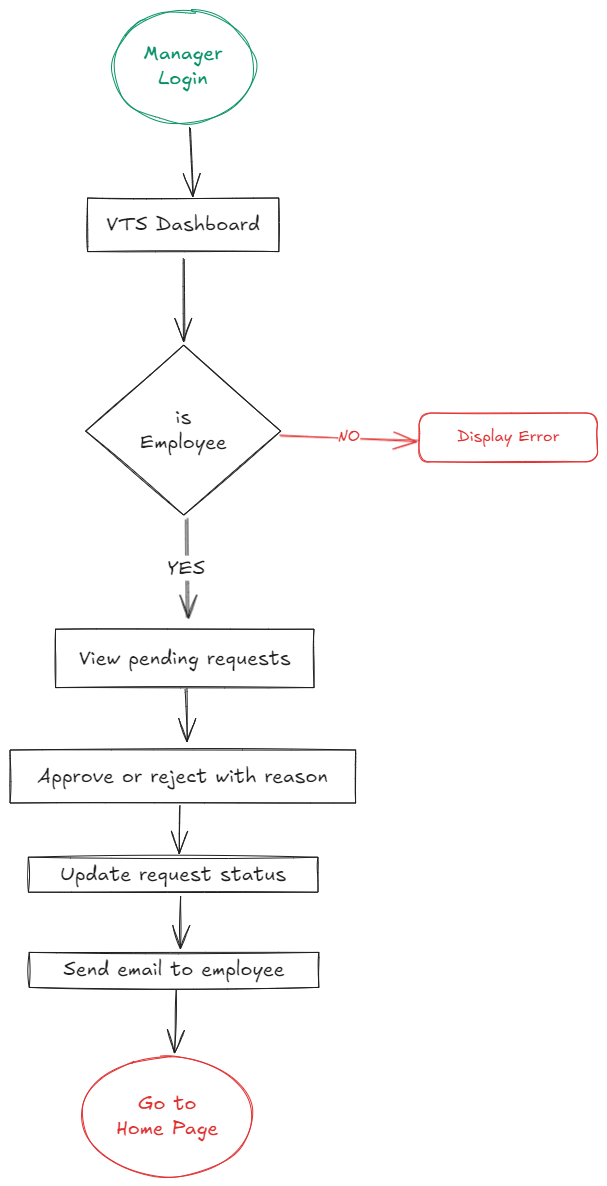 Manager
Login
VTS Dashboard
is
Employee
NO
Display Error
YES
View pending requests
Approve or reject with reason
Update request status
Send email to employee
Go to
Home Page